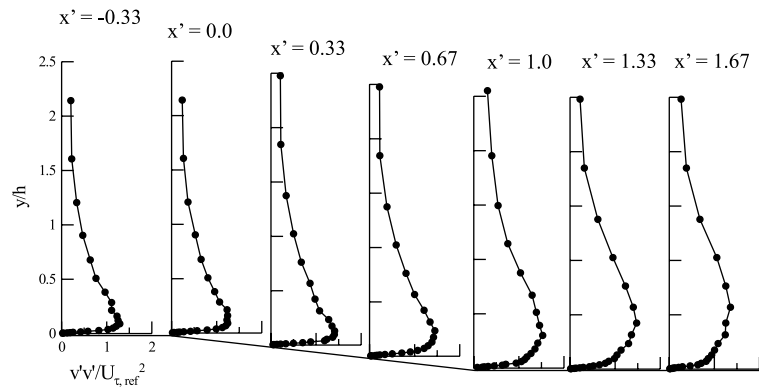 x' = -0.33
x' = 0.0
x' = 0.33
x' = 0.67
x' = 1.0
x' = 1.33
x' = 1.67
2.5
2
1.5
1
0.5
0
y/h
0 1 2
v'v'/U τ, ref 2